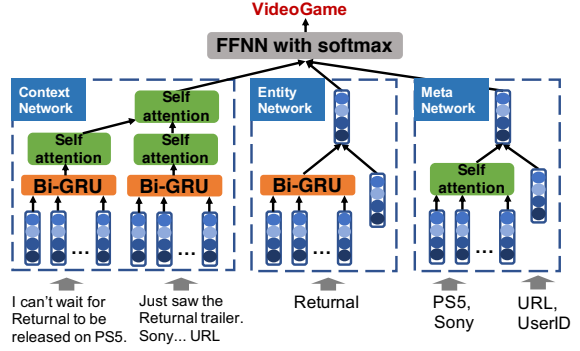 VideoGame
FFNN with softmax
Context
Network
Self
attention
Entity
Network
Meta
Network
Self
attention
Self
attention
Self
attention
Bi-GRU
Bi-GRU
Bi-GRU
...
...
...
...
I can't wait for
Returnal to be
released on PS5.
Just saw the
Returnal trailer.
Sony... URL
Returnal
PS5,
Sony
URL,
UserID